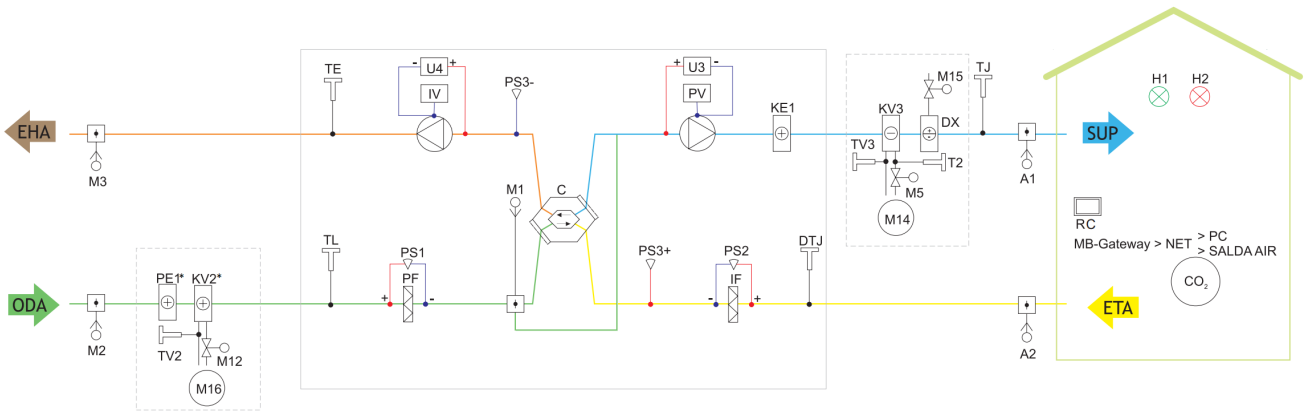 TE
-
U4
+
IV
PS3-
+
U3
-
PV
KE1
KV3
M15
DX
TJ
H1
H2
EHA
SUP
M3
TV3
T2
M5
M14
A1
C
M1
RC
MB-Gateway > NET
> PC
> SALDA AIR
CO2
TL
PS1
PF
+
-
PS3+
PS2
IF
-
+
DTJ
PE1*
KV2*
ODA
ETA
M2
TV2
M12
M16
A2